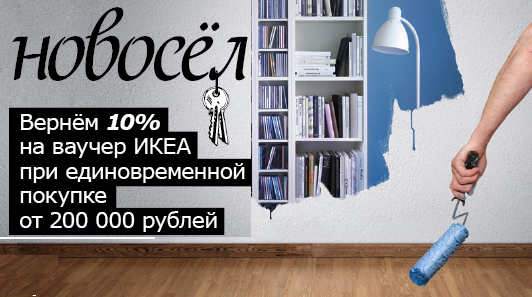 новосёл
Вернём 10%
на ваучер ИКЕА
при единовременной
покупке
от 200 000 рублей